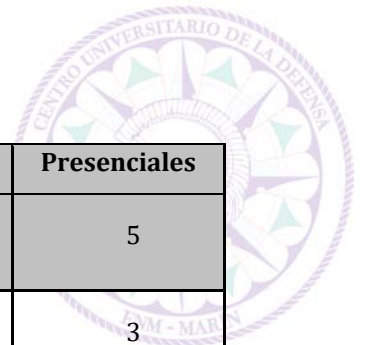 CENTRO UNIVERSITARIO DE LA DEFENSA
Presenciales
5
3
ENM - MARÍN